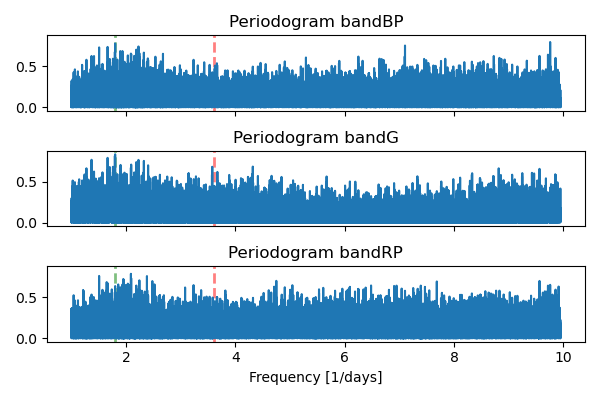 Periodogram bandBP
0.5
0.0
Periodogram bandG
0.5
0.0
Periodogram bandRP
0.5
0.0
2 4 6 8 10
Frequency [1/days]